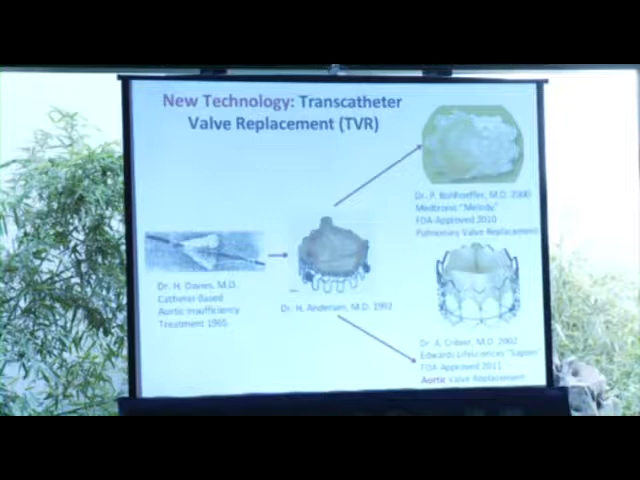 New Technology: Transcatheter
Valve Replacement (TVR)
Dr. P. Bonhoeffer, M.D. 2000
Medtronic "Melody"
FDA-Approved 2010
Pulmonary Valve Replacement
Dr. H. Davies, M.D.
Catheter-Based
Aortic Insufficiency
Treatment 1965
Dr. H. Andersen, M.D. 1992
Dr. A. Cribier, M.D. 2002
Edwards LifeSciences "Sapien"
FDA-Approved 2011
Aortic Valve Replacement